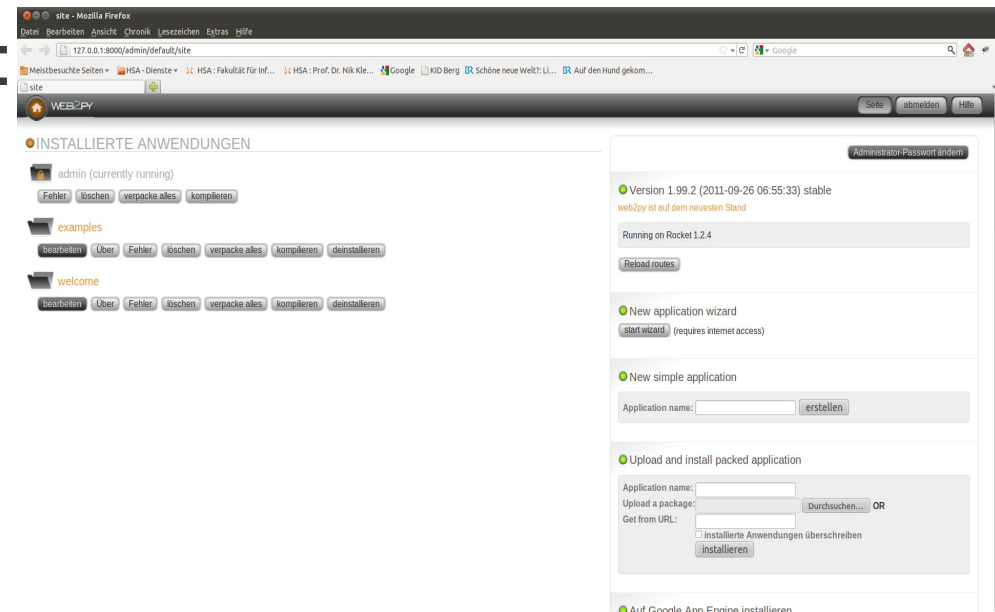 site - Mozilla Firefox
Datei Bearbeiten Ansicht Chronik Lesezeichen Extras Hilfe
127.0.0.1:8000/admin/default/site
Google
Meistbesuchte Seiten HSA - Dienste HSA : Fakultät für Inf... HSA : Prof. Dr. Nik Kle... Google KID Berg Schöne neue Welt?: Li... Auf den Hund gekom...
site
WEB2PY
Seite abmelden Hilfe
INSTALLIERTE ANWENDUNGEN
admin (currently running)
Fehler löschen verpacke alles kompilieren
examples
bearbeiten Über Fehler löschen verpacke alles kompilieren deinstallieren
welcome
bearbeiten Über Fehler löschen verpacke alles kompilieren deinstallieren
Administrator-Passwort ändern
Version 1.99.2 (2011-09-26 06:55:33) stable
web2py ist auf dem neuesten Stand
Running on Rocket 1.2.4
Reload routes
New application wizard
start wizard (requires internet access)
New simple application
Application name: erstellen
Upload and install packed application
Application name:
Upload a package: Durchsuchen... OR
Get from URL:
installierte Anwendungen überschreiben
installieren
Auf Google App Engine installieren